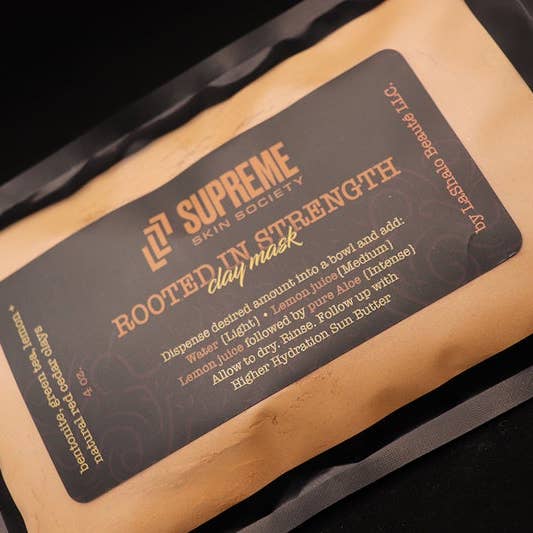 SUPREME
SKIN SOCIETY
ROOTED IN STRENGTH
clay mask
Dispense desired amount into a bowl and add:
Water {Light} • Lemon juice {Medium}
Lemon juice followed by pure Aloe {Intense}
Allow to dry. Rinse. Follow up with
Higher Hydration Sun Butter
bentonite, green tea, lemon +
natural red cedar clays
4 oz.
by LaShalo Beauté LLC.